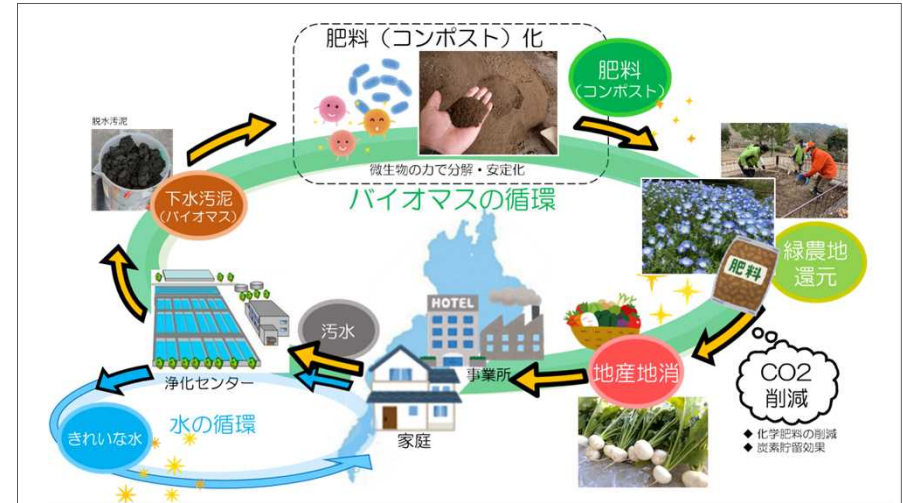 肥料（コンポスト）化
肥料
（コンポスト）
脱水汚泥
微生物の力で分解・安定化
下水汚泥
（バイオマス）
バイオマスの循環
緑農地
還元
肥料
HOTEL
汚水
事業所
地産地消
CO2
削減
浄化センター
家庭
きれいな水
水の循環
◆ 化学肥料の削減
◆ 炭素貯留効果